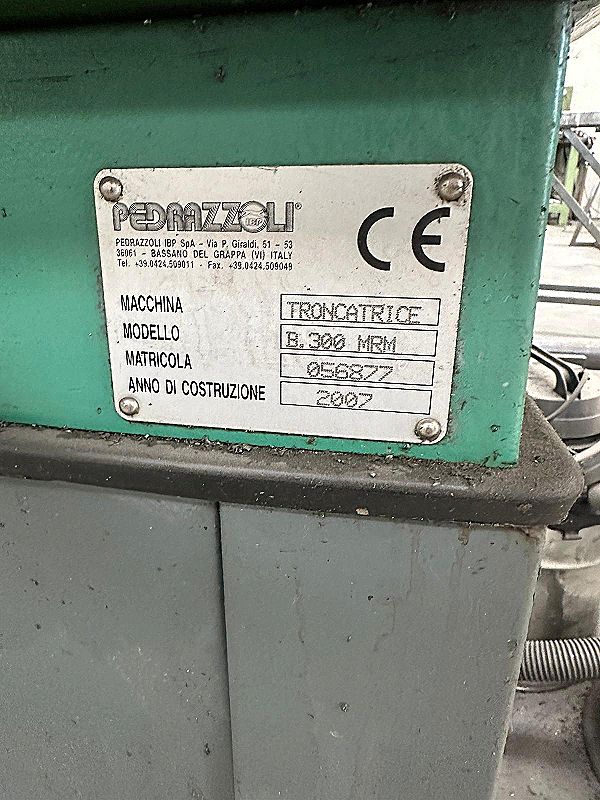 PEDRAZZOLI®
IBP
PEDRAZZOLI IBP SpA - Via P. Giraldi, 51 - 53
36061 - BASSANO DEL GRAPPA (VI) ITALY
Tel. +39.0424.509011 - Fax. +39.0424.509049
CE
MACCHINA TRONCATRICE
MODELLO B.300 MRM
MATRICOLA 056877
ANNO DI COSTRUZIONE 2007